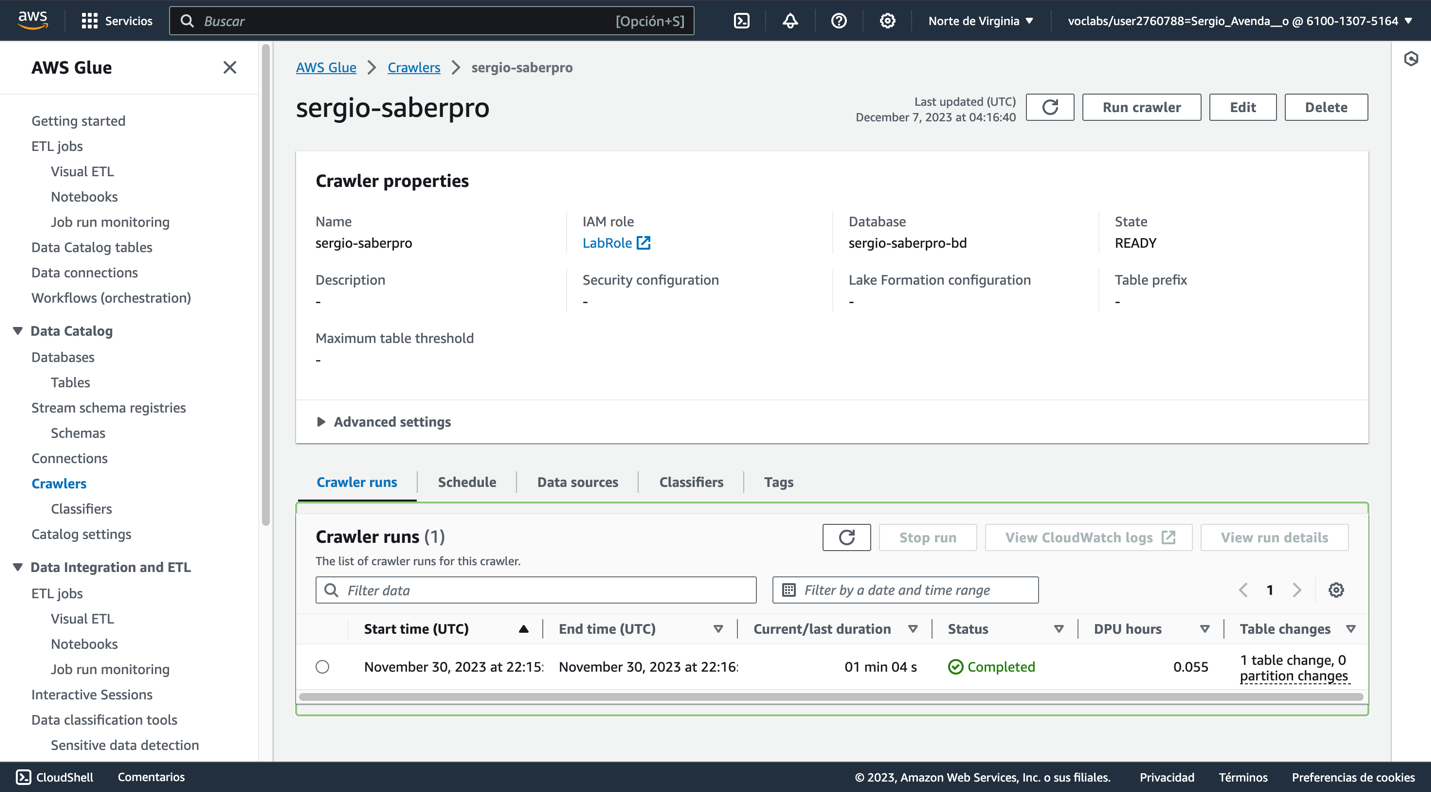 aws
Servicios
Buscar
[Opción+S]
Norte de Virginia
voclabs/user2760788=Sergio_Avenda__o @ 6100-1307-5164
AWS Glue
Getting started
ETL jobs
Visual ETL
Notebooks
Job run monitoring
Data Catalog tables
Data connections
Workflows (orchestration)
Data Catalog
Databases
Tables
Stream schema registries
Schemas
Connections
Crawlers
Classifiers
Catalog settings
Data Integration and ETL
ETL jobs
Visual ETL
Notebooks
Job run monitoring
Interactive Sessions
Data classification tools
Sensitive data detection
AWS Glue > Crawlers > sergio-saberpro
sergio-saberpro
Last updated (UTC)
December 7, 2023 at 04:16:40
Run crawler
Edit
Delete
Crawler properties
Name
sergio-saberpro
IAM role
LabRole
Database
sergio-saberpro-bd
State
READY
Description
-
Security configuration
-
Lake Formation configuration
-
Table prefix
-
Maximum table threshold
-
Advanced settings
Crawler runs
Schedule
Data sources
Classifiers
Tags
Crawler runs (1)
The list of crawler runs for this crawler.
Stop run
View CloudWatch logs
View run details
Filter data
Filter by a date and time range
1
Start time (UTC)
End time (UTC)
Current/last duration
Status
DPU hours
Table changes
November 30, 2023 at 22:15:
November 30, 2023 at 22:16:
01 min 04 s
Completed
0.055
1 table change, 0
partition changes
CloudShell
Comentarios
© 2023, Amazon Web Services, Inc. o sus filiales.
Privacidad
Términos
Preferencias de cookies